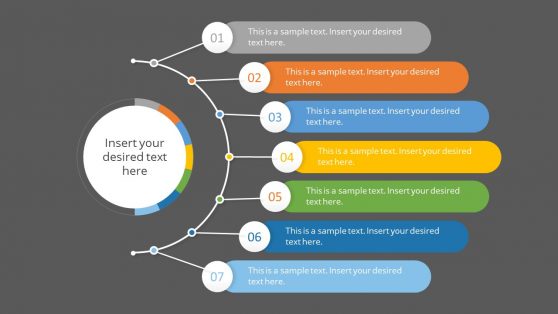 01
This is a sample text. Insert your desired
text here.
02
This is a sample text. Insert your desired
text here.
03
This is a sample text. Insert your desired
text here.
Insert your
desired text
here
04
This is a sample text. Insert your desired
text here.
05
This is a sample text. Insert your desired
text here.
06
This is a sample text. Insert your desired
text here.
07
This is a sample text. Insert your desired
text here.